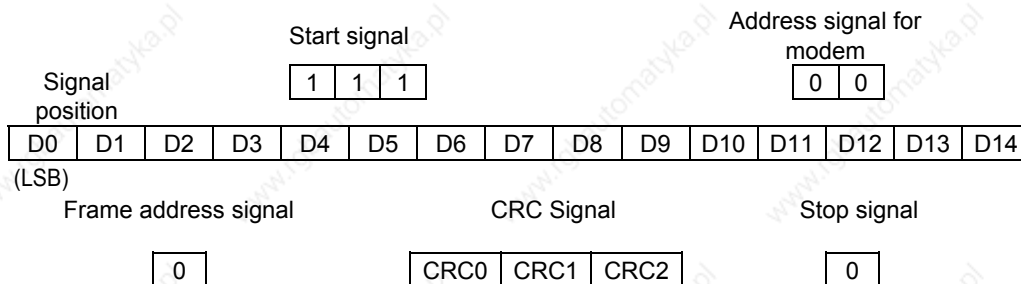 Start signal
Address signal for
modem
1 1 1
0 0
Signal
position
D0 D1 D2 D3 D4 D5 D6 D7 D8 D9 D10 D11 D12 D13 D14
(LSB)
Frame address signal CRC Signal Stop signal
0 CRC0 CRC1 CRC2 0